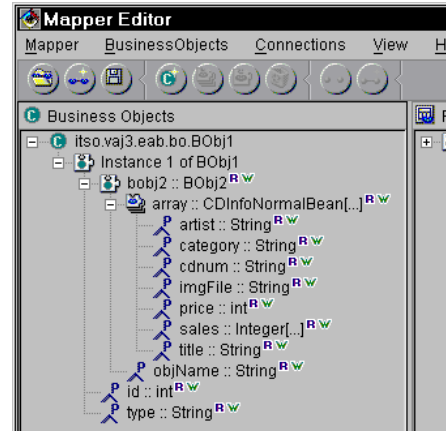 Mapper Editor
Mapper BusinessObjects Connections View H
Business Objects
itso.vaj3.eab.bo.BObj1
Instance 1 of BObj1
bobj2 :: BObj2 R W
array :: CDInfoNormalBean[...] R W
P artist :: String R W
P category :: String R W
P cdnum :: String R W
P imgFile :: String R W
P price :: int R W
P sales :: Integer[...] R W
P title :: String R W
P objName :: String R W
P id :: int R W
P type :: String R W